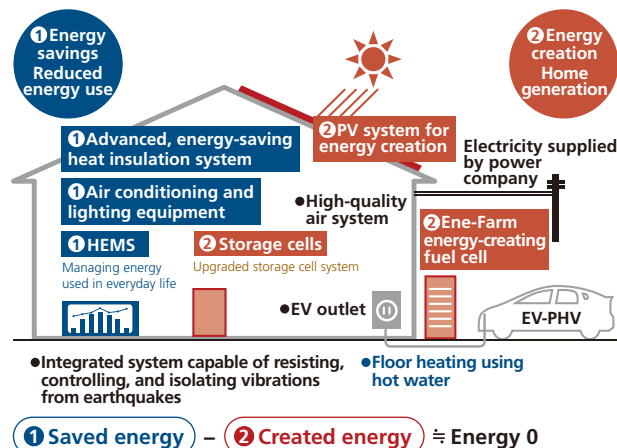 ❶Energy
savings
Reduced
energy use
❷Energy
creation
Home
generation
❶Advanced, energy-saving
heat insulation system
❷PV system for
energy creation
Electricity supplied
by power
company
❶Air conditioning and
lighting equipment
●High-quality
air system
❶HEMS
Managing energy
used in everyday life
❷Storage cells
Upgraded storage cell system
❷Ene-Farm
energy-creating
fuel cell
●EV outlet
EV-PHV
●Integrated system capable of resisting,
controlling, and isolating vibrations
from earthquakes
●Floor heating using
hot water
❶Saved energy – ❷Created energy ≒ Energy 0